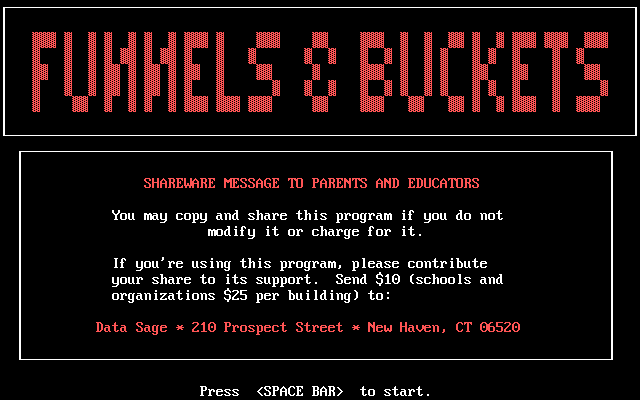 FUNNELS & BUCKETS
SHAREWARE MESSAGE TO PARENTS AND EDUCATORS
You may copy and share this program if you do not
modify it or charge for it.
If you're using this program, please contribute
your share to its support.  Send $10 (schools and
organizations $25 per building) to:
Data Sage * 210 Prospect Street * New Haven, CT 06520
Press  <SPACE BAR>  to start.